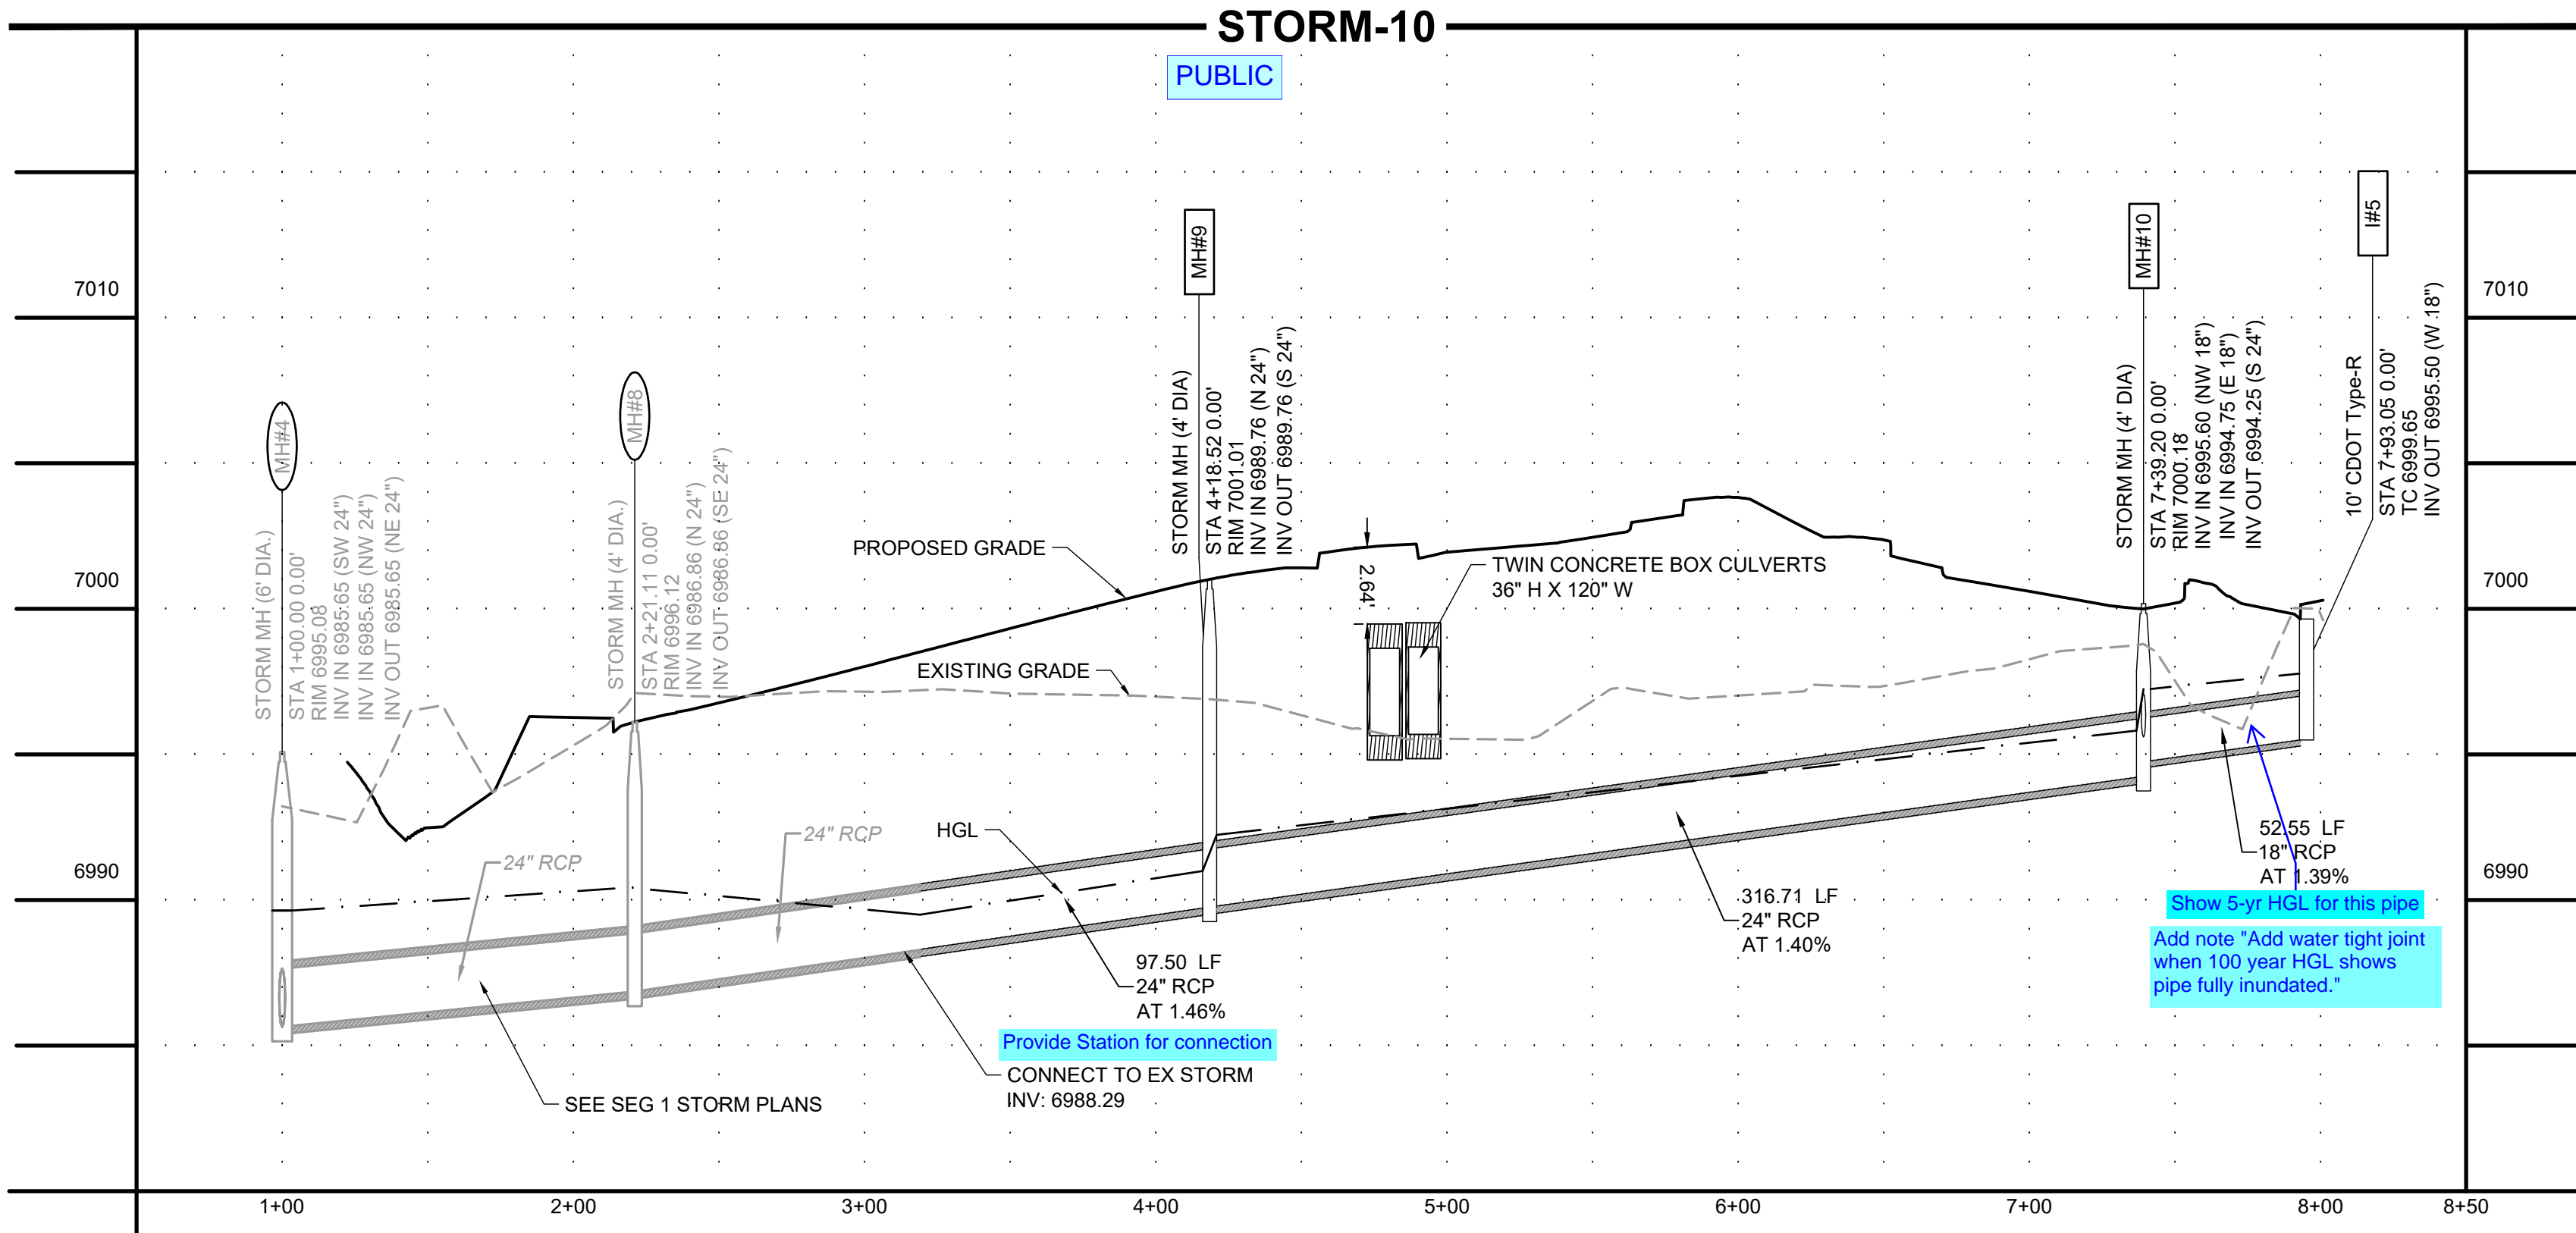 STORM-10
PUBLIC
7010
7000
6990
7010
7000
6990
MH#4
STORM MH (6' DIA.)
STA 1+00.00 0.00'
RIM 6995.08
INV IN 6985.65 (SW 24")
INV IN 6985.65 (NW 24")
INV OUT 6985.65 (NE 24")
MH#8
STORM MH (4' DIA.)
STA 2+21.11 0.00'
RIM 6996.12
INV IN 6986.86 (N 24")
INV OUT 6986.86 (SE 24")
MH#9
STORM MH (4' DIA)
STA 4+18.52 0.00'
RIM 7001.01
INV IN 6989.76 (N 24")
INV OUT 6989.76 (S 24")
MH#10
STORM MH (4' DIA)
STA 7+39.20 0.00'
RIM 7000.18
INV IN 6995.60 (NW 18")
INV IN 6994.75 (E 18")
INV OUT 6994.25 (S 24")
I#5
10' CDOT Type-R
STA 7+93.05 0.00'
TC 6999.65
INV OUT 6995.50 (W 18")
PROPOSED GRADE
EXISTING GRADE
2.64'
TWIN CONCRETE BOX CULVERTS
36" H X 120" W
HGL
24" RCP
24" RCP
97.50 LF
24" RCP
AT 1.46%
316.71 LF
24" RCP
AT 1.40%
52.55 LF
18" RCP
AT 1.39%
Show 5-yr HGL for this pipe
Add note "Add water tight joint
when 100 year HGL shows
pipe fully inundated."
Provide Station for connection
CONNECT TO EX STORM
INV: 6988.29
SEE SEG 1 STORM PLANS
1+00
2+00
3+00
4+00
5+00
6+00
7+00
8+00
8+50